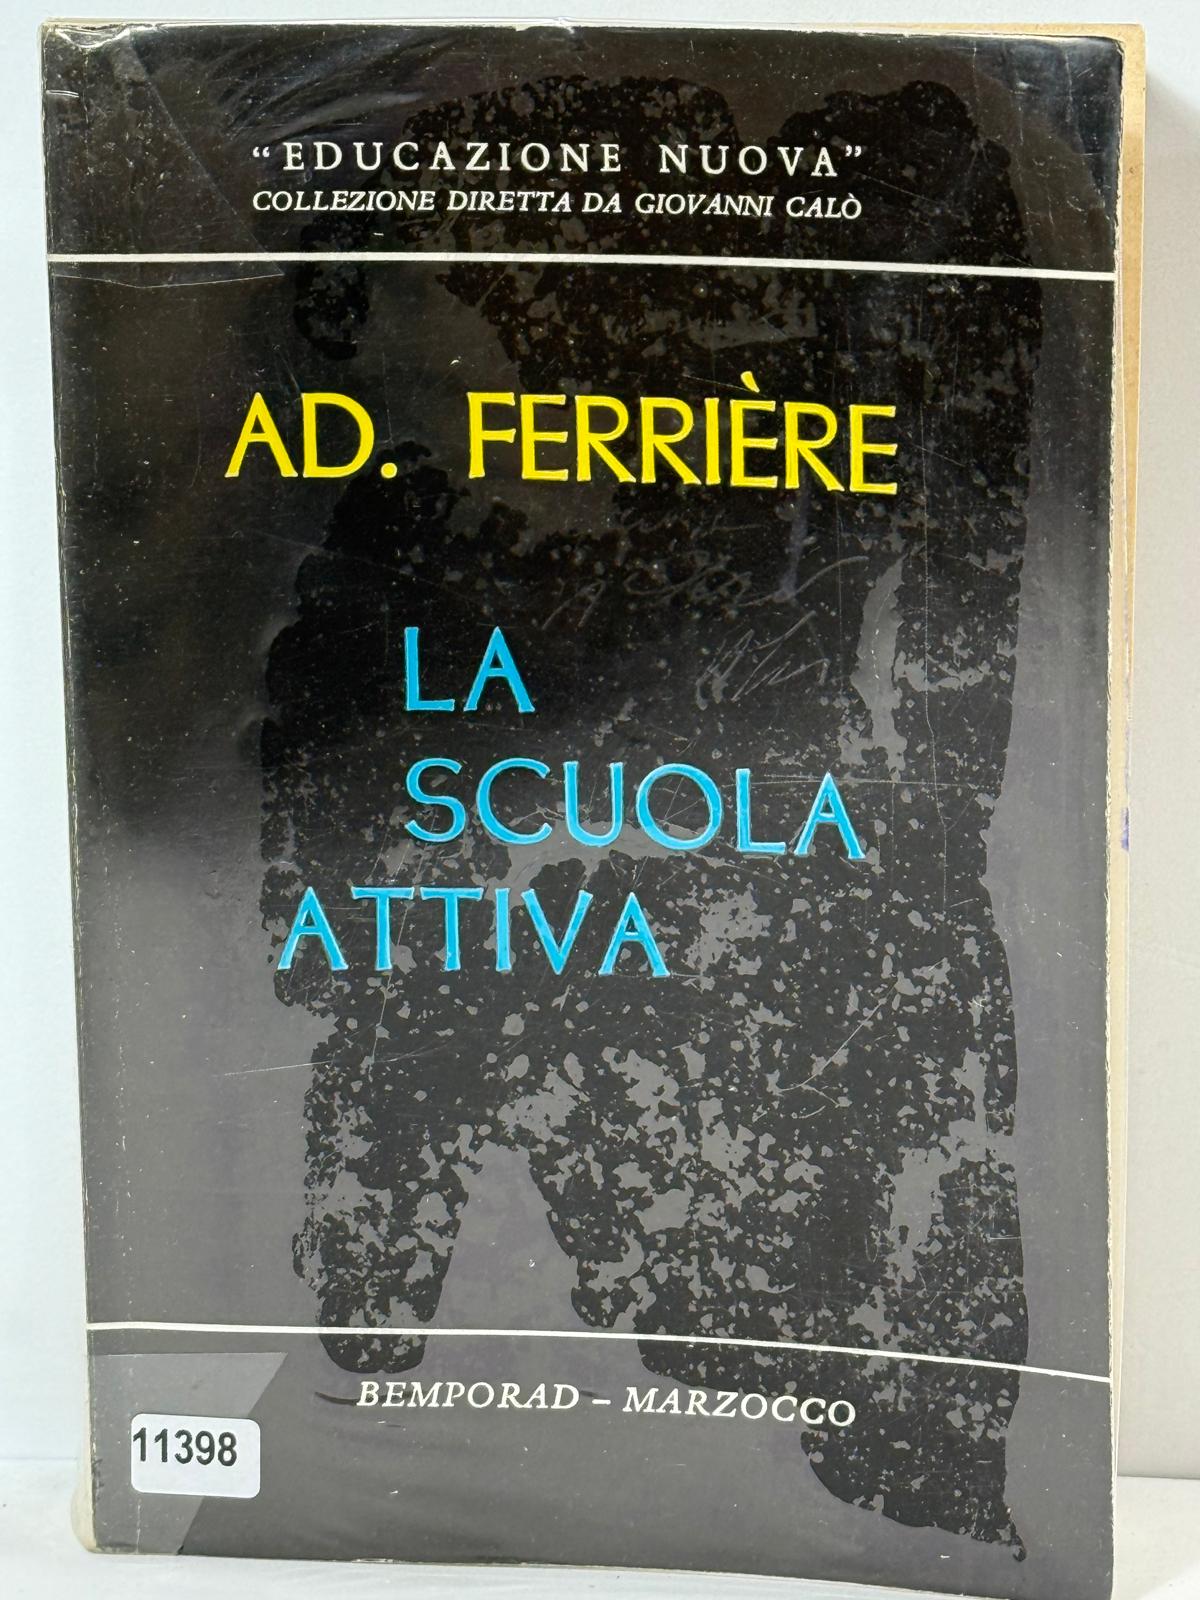 “EDUCAZIONE NUOVA”
COLLEZIONE DIRETTA DA GIOVANNI CALÒ
AD. FERRIÈRE
LA
SCUOLA
ATTIVA
BEMPORAD – MARZOCCO
11398